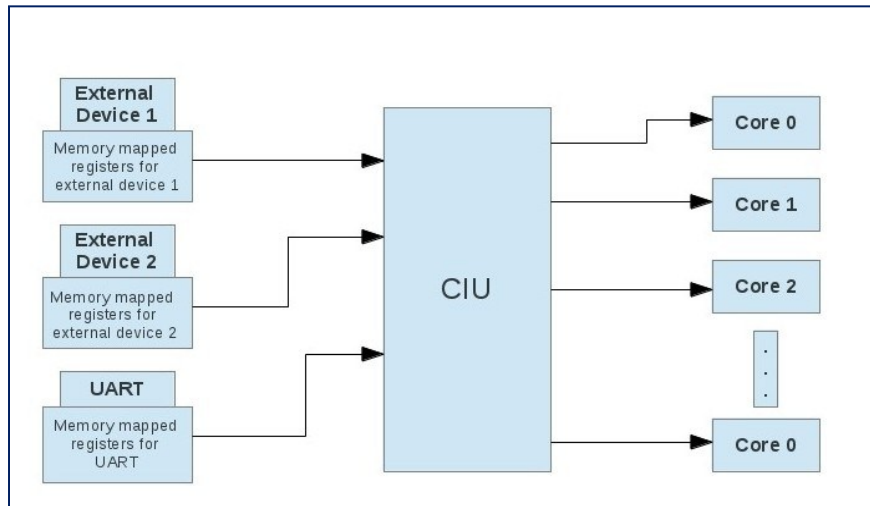 External
Device 1
Memory mapped
registers for
external device 1
External
Device 2
Memory mapped
registers for
external device 2
UART
Memory mapped
registers for
UART
CIU
Core 0
Core 1
Core 2
.
.
.
Core 0